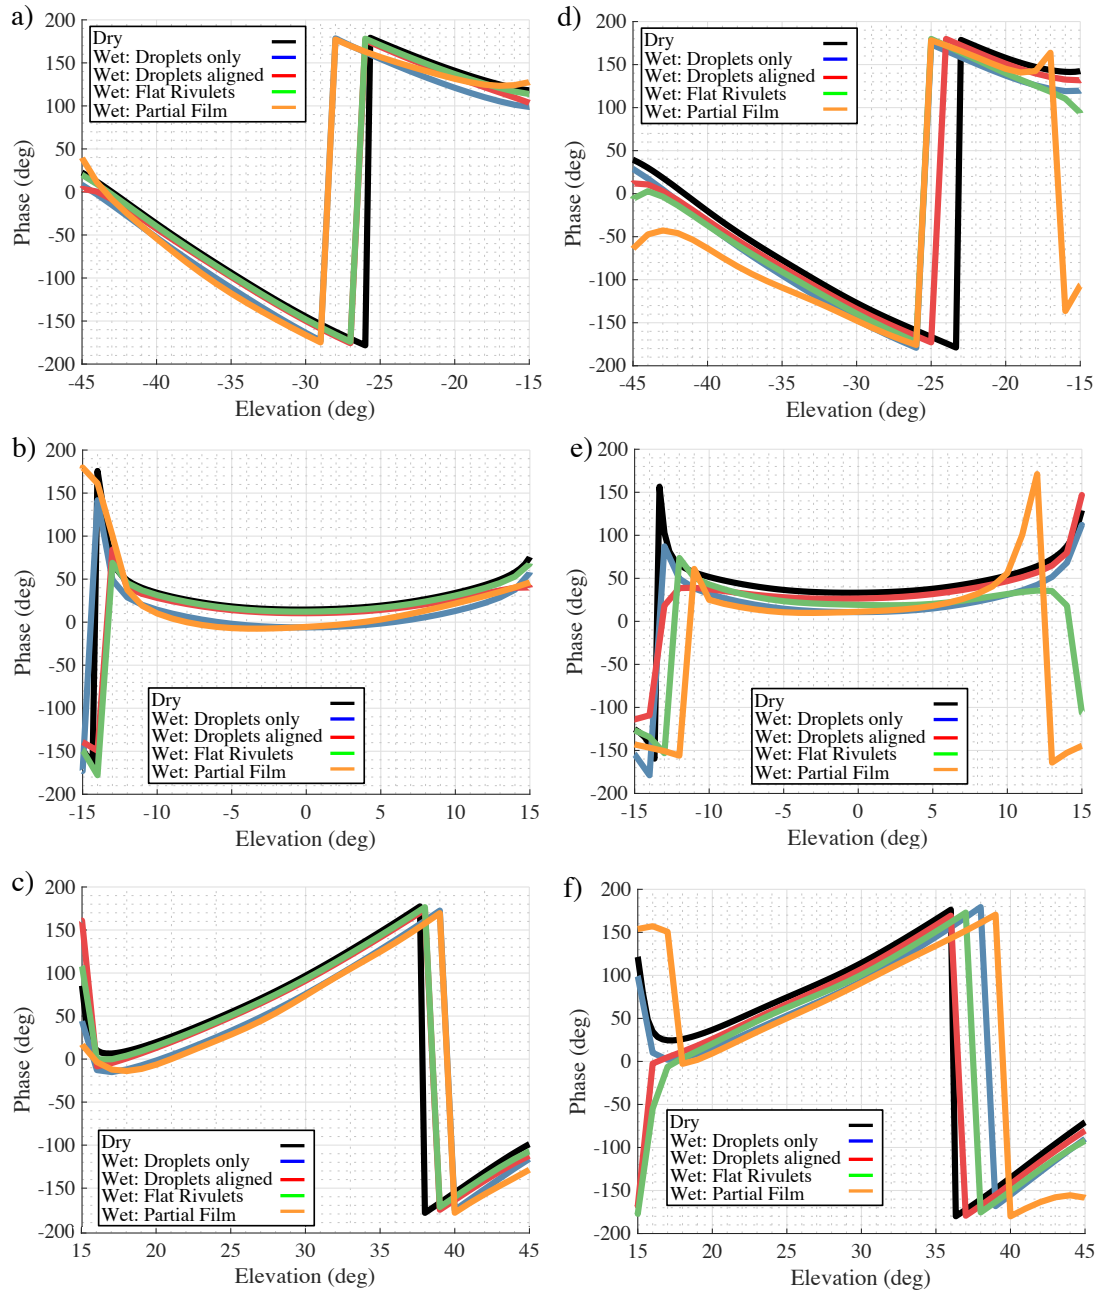 a)
Dry
Wet: Droplets only
Wet: Droplets aligned
Wet: Flat Rivulets
Wet: Partial Film
200
150
100
50
0
-50
-100
-150
-200
-45 -40 -35 -30 -25 -20 -15
Phase (deg)
Elevation (deg)
d)
Dry
Wet: Droplets only
Wet: Droplets aligned
Wet: Flat Rivulets
Wet: Partial Film
200
150
100
50
0
-50
-100
-150
-200
-45 -40 -35 -30 -25 -20 -15
Phase (deg)
Elevation (deg)
b)
200
150
100
50
0
-50
-100
-150
-200
Dry
Wet: Droplets only
Wet: Droplets aligned
Wet: Flat Rivulets
Wet: Partial Film
-15 -10 -5 0 5 10 15
Phase (deg)
Elevation (deg)
e)
200
150
100
50
0
-50
-100
-150
-200
Dry
Wet: Droplets only
Wet: Droplets aligned
Wet: Flat Rivulets
Wet: Partial Film
-15 -10 -5 0 5 10 15
Phase (deg)
Elevation (deg)
c)
200
150
100
50
0
-50
-100
-150
-200
Dry
Wet: Droplets only
Wet: Droplets aligned
Wet: Flat Rivulets
Wet: Partial Film
15 20 25 30 35 40 45
Phase (deg)
Elevation (deg)
f)
200
150
100
50
0
-50
-100
-150
-200
Dry
Wet: Droplets only
Wet: Droplets aligned
Wet: Flat Rivulets
Wet: Partial Film
15 20 25 30 35 40 45
Phase (deg)
Elevation (deg)